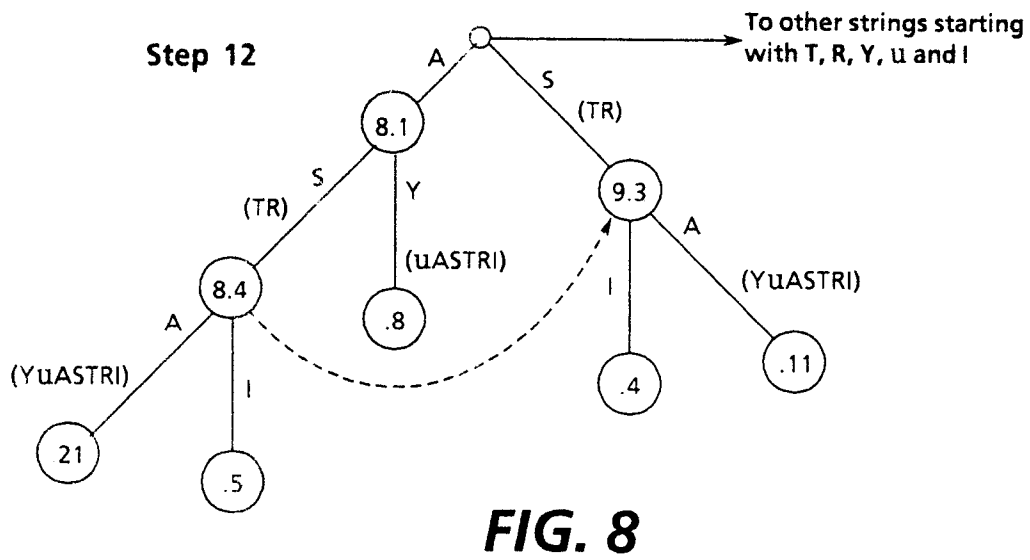 To other strings starting
with T, R, Y, u and I
Step 12
A
S
(TR)
8.1
S
Y
9.3
A
(TR)
(uASTRI)
I
(YuASTRI)
8.4
.8
A
(YuASTRI)
I
.4
.11
21
.5
FIG. 8